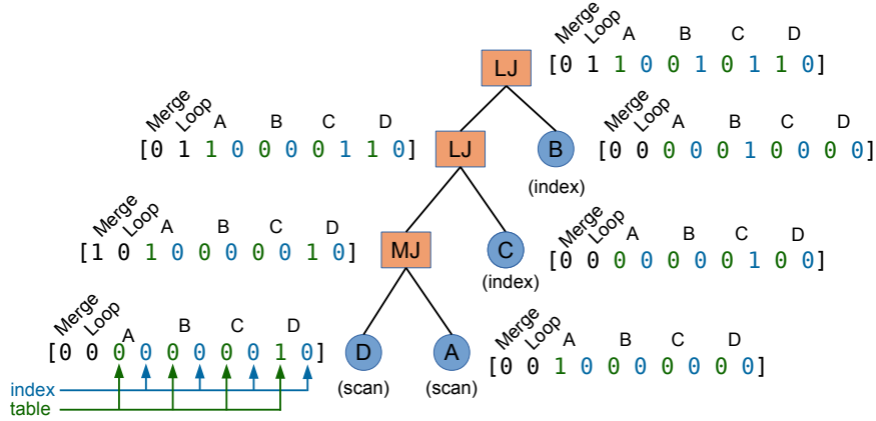 Merge Loop A B C D
LJ [0 1 1 0 0 1 0 1 1 0]
Merge Loop A B C D
[0 1 1 0 0 0 0 1 1 0] LJ
B
(index)
Merge Loop A B C D
[0 0 0 0 0 1 0 0 0 0]
Merge Loop A B C D
[1 0 1 0 0 0 0 0 1 0] MJ
C
(index)
Merge Loop A B C D
[0 0 0 0 0 0 0 1 0 0]
Merge Loop A B C D
[0 0 0 0 0 0 0 0 1 0] D
(scan)
A
(scan)
Merge Loop A B C D
[0 0 1 0 0 0 0 0 0 0]
index
table